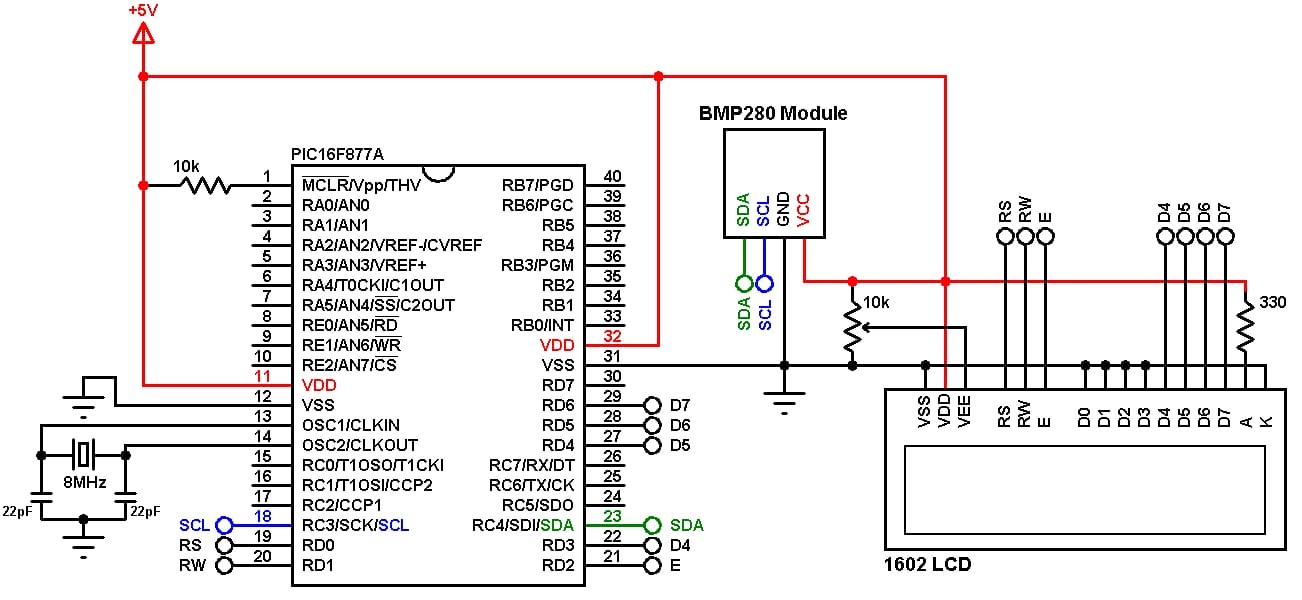 +5V
BMP280 Module
PIC16F877A
10k
1 MCLR/Vpp/THV
2 RA0/AN0
3 RA1/AN1
4 RA2/AN2/VREF-/CVREF
5 RA3/AN3/VREF+
6 RA4/T0CKI/C1OUT
7 RA5/AN4/SS/C2OUT
8 RE0/AN5/RD
9 RE1/AN6/WR
10 RE2/AN7/CS
11 VDD
12 VSS
13 OSC1/CLKIN
14 OSC2/CLKOUT
15 RC0/T1OSO/T1CKI
16 RC1/T1OSI/CCP2
17 RC2/CCP1
SCL 18 RC3/SCK/SCL
RS 19 RD0
RW 20 RD1
RB7/PGD 40
RB6/PGC 39
RB5 38
RB4 37
RB3/PGM 36
RB2 35
RB1 34
RB0/INT 33
VDD 32
VSS 31
RD7 30
RD6 29 D7
RD5 28 D6
RD4 27 D5
RC7/RX/DT 26
RC6/TX/CK 25
RC5/SDO 24
RC4/SDI/SDA 23 SDA
RD3 22 D4
RD2 21 E
8MHz
22pF
22pF
SDA
SCL
GND
VCC
SDA
SCL
10k
RS
RW
E
D4
D5
D6
D7
330
VSS
VDD
VEE
RS
RW
E
D0
D1
D2
D3
D4
D5
D6
D7
A
K
1602 LCD